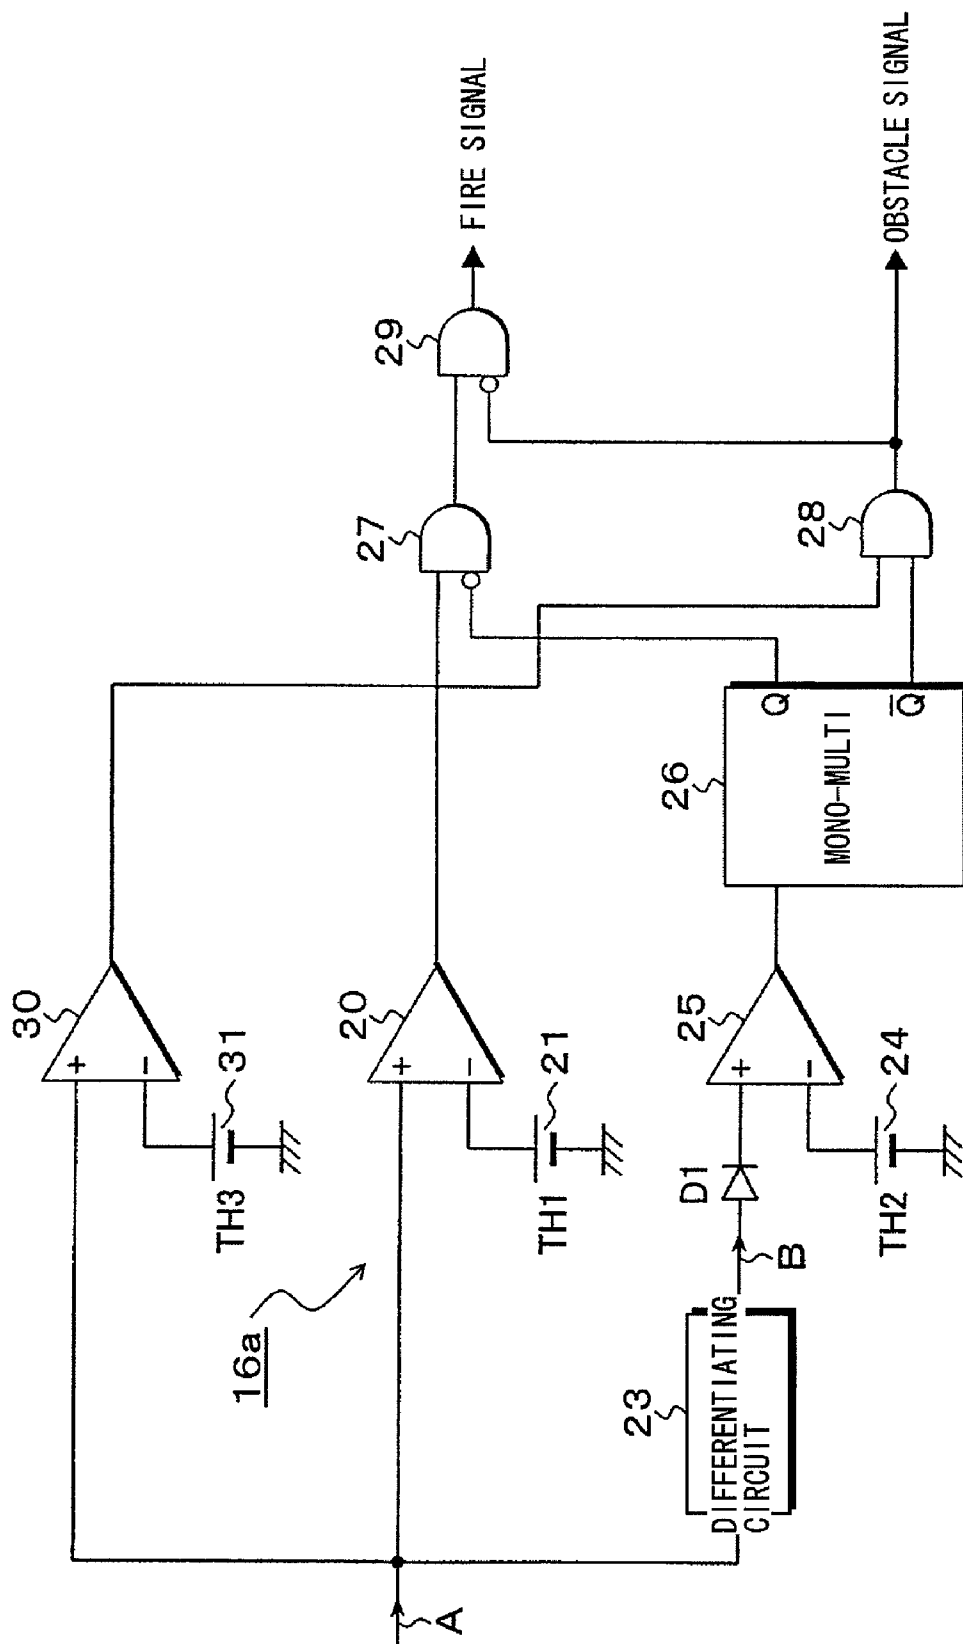 30
TH3
31
16a
20
TH1
21
A
23
DIFFERENTIATING
CIRCUIT
B
D1
25
TH2
24
26
MONO-MULTI
Q
Q̅
27
28
29
FIRE SIGNAL
OBSTACLE SIGNAL
+
−
+
−
+
−